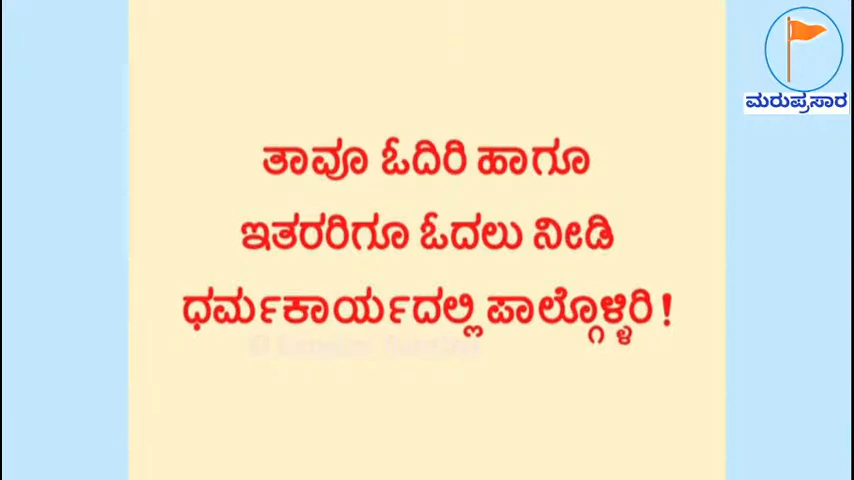 ಮರುಪ್ರಸಾರ
ತಾವೂ ಓದಿರಿ ಹಾಗೂ
ಇತರರಿಗೂ ಓದಲು ನೀಡಿ
ಧರ್ಮಕಾರ್ಯದಲ್ಲಿ ಪಾಲ್ಗೊಳ್ಳಿರಿ !